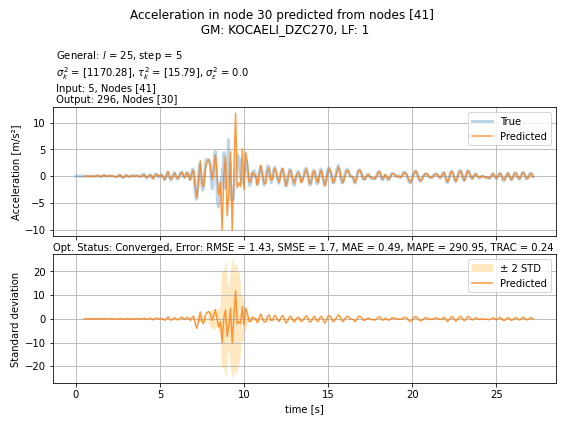 Acceleration in node 30 predicted from nodes [41]
GM: KOCAELI_DZC270, LF: 1
General: l = 25, step = 5
σ²ₖ = [1170.28], τ²ₖ = [15.79], σ²ε = 0.0
Input: 5, Nodes [41]
Output: 296, Nodes [30]
Acceleration [m/s²]
10
5
0
−5
−10
True
Predicted
Opt. Status: Converged, Error: RMSE = 1.43, SMSE = 1.7, MAE = 0.49, MAPE = 290.95, TRAC = 0.24
Standard deviation
20
10
0
−10
−20
± 2 STD
Predicted
0 5 10 15 20 25
time [s]